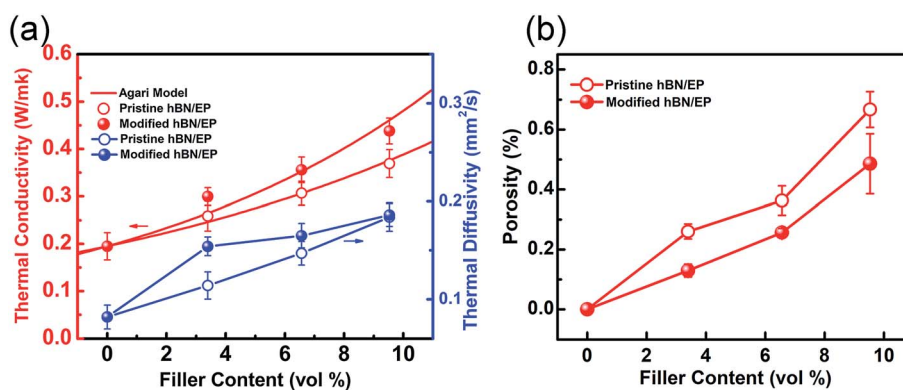 (a)
Thermal Conductivity (W/mk)
0.6
0.5
0.4
0.3
0.2
0.1
0.0
Agari Model
Pristine hBN/EP
Modified hBN/EP
Pristine hBN/EP
Modified hBN/EP
0.3
0.2
0.1
Thermal Diffusivity (mm²/s)
0 2 4 6 8 10
Filler Content (vol %)
(b)
Porosity (%)
0.8
0.6
0.4
0.2
0.0
Pristine hBN/EP
Modified hBN/EP
0 2 4 6 8 10
Filler Content (vol %)